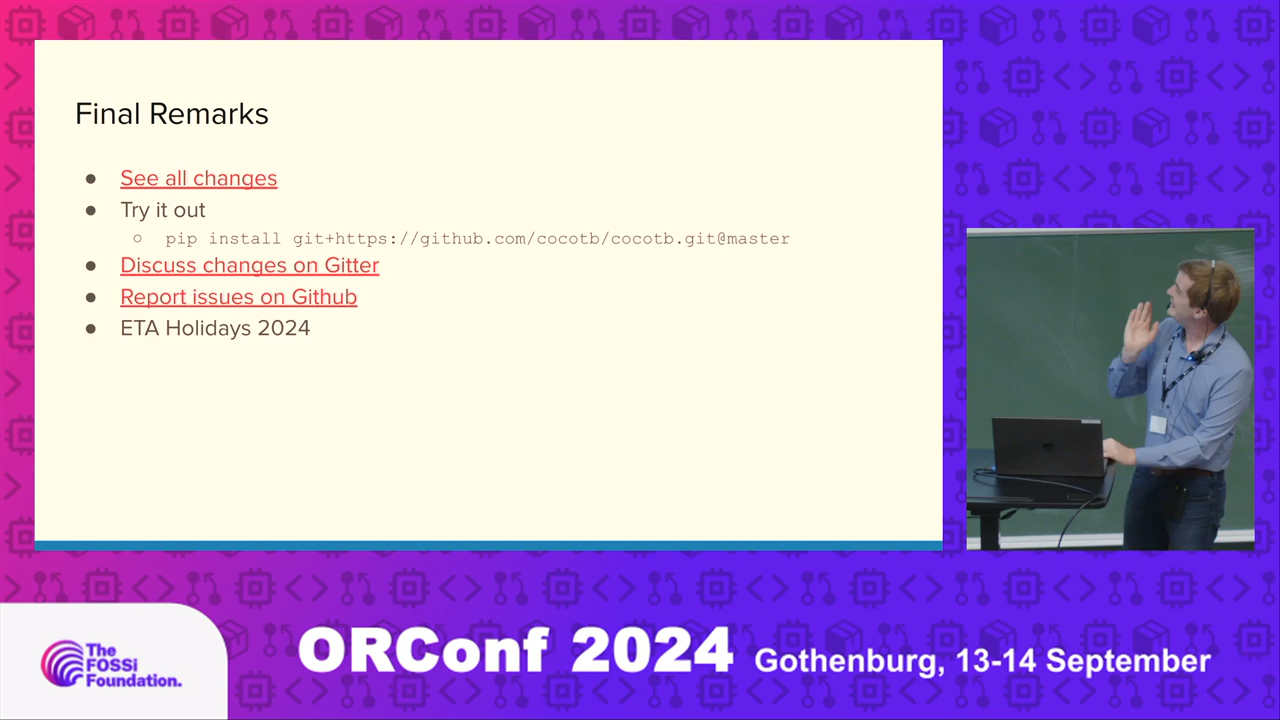 Final Remarks
● See all changes
● Try it out
○ pip install git+https://github.com/cocotb/cocotb.git@master
● Discuss changes on Gitter
● Report issues on Github
● ETA Holidays 2024
The
FOSSi
Foundation.
ORConf 2024 Gothenburg, 13-14 September